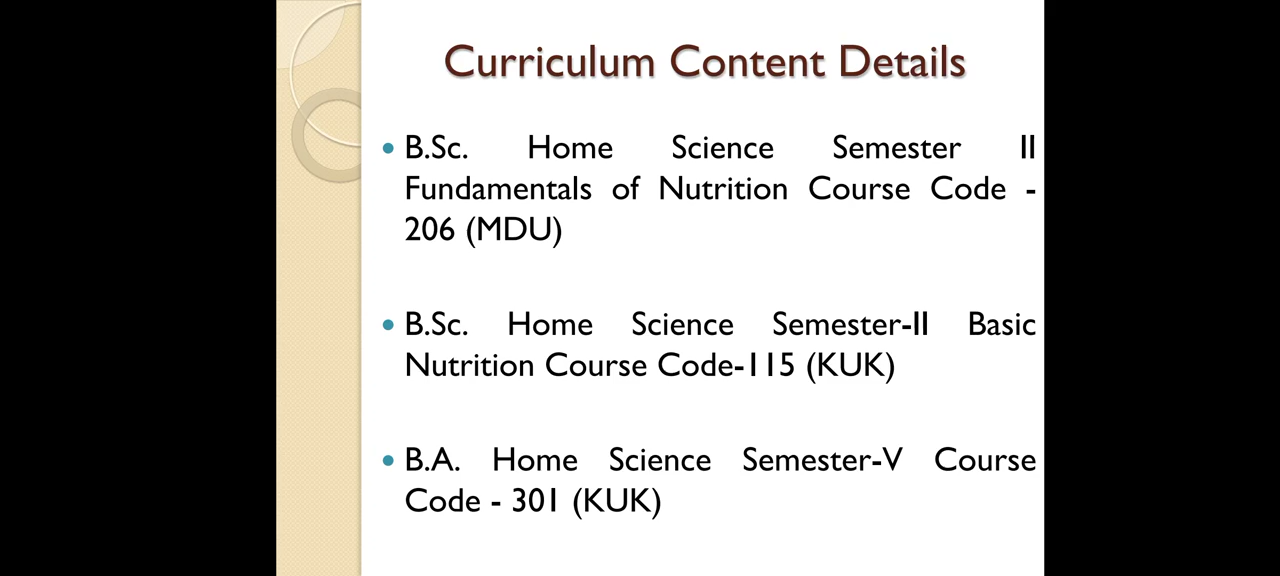 Curriculum Content Details
B.Sc. Home Science Semester II
Fundamentals of Nutrition Course Code -
206 (MDU)
B.Sc. Home Science Semester-II Basic
Nutrition Course Code-115 (KUK)
B.A. Home Science Semester-V Course
Code - 301 (KUK)